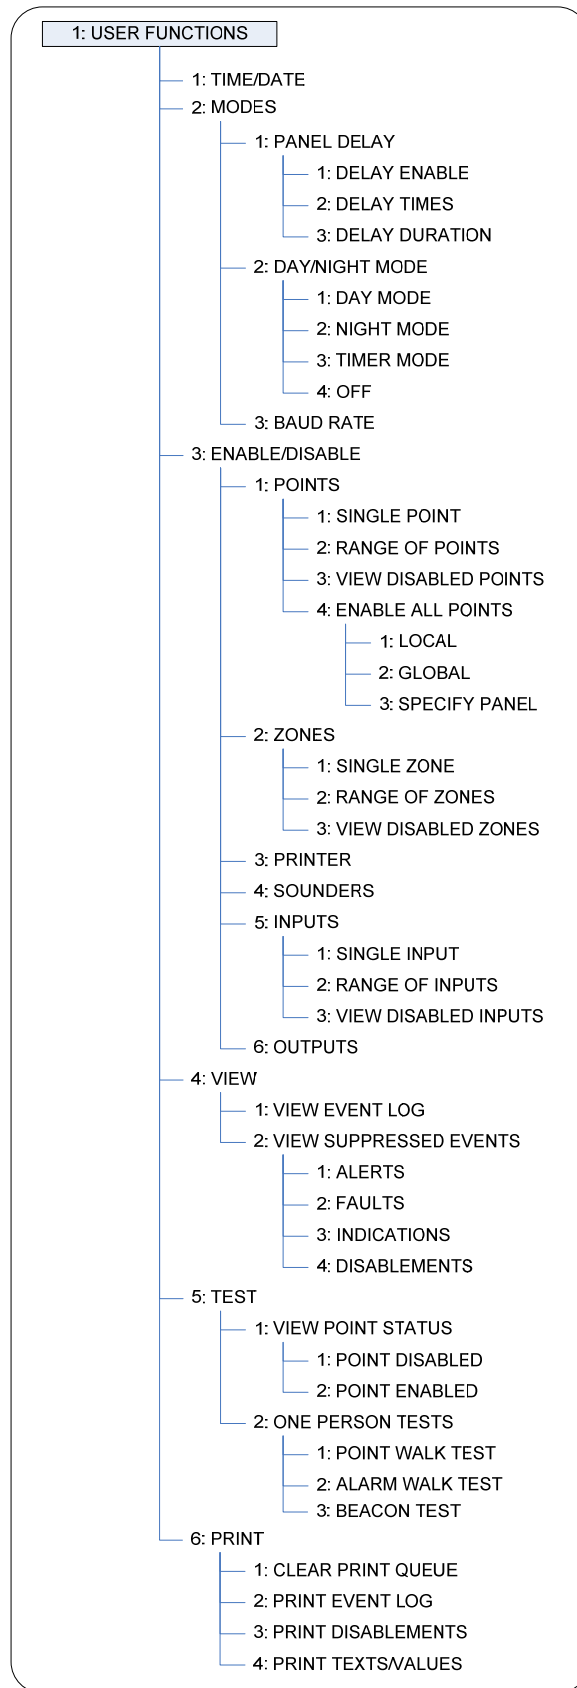 1: USER FUNCTIONS
1: TIME/DATE
2: MODES
1: PANEL DELAY
1: DELAY ENABLE
2: DELAY TIMES
3: DELAY DURATION
2: DAY/NIGHT MODE
1: DAY MODE
2: NIGHT MODE
3: TIMER MODE
4: OFF
3: BAUD RATE
3: ENABLE/DISABLE
1: POINTS
1: SINGLE POINT
2: RANGE OF POINTS
3: VIEW DISABLED POINTS
4: ENABLE ALL POINTS
1: LOCAL
2: GLOBAL
3: SPECIFY PANEL
2: ZONES
1: SINGLE ZONE
2: RANGE OF ZONES
3: VIEW DISABLED ZONES
3: PRINTER
4: SOUNDERS
5: INPUTS
1: SINGLE INPUT
2: RANGE OF INPUTS
3: VIEW DISABLED INPUTS
6: OUTPUTS
4: VIEW
1: VIEW EVENT LOG
2: VIEW SUPPRESSED EVENTS
1: ALERTS
2: FAULTS
3: INDICATIONS
4: DISABLEMENTS
5: TEST
1: VIEW POINT STATUS
1: POINT DISABLED
2: POINT ENABLED
2: ONE PERSON TESTS
1: POINT WALK TEST
2: ALARM WALK TEST
3: BEACON TEST
6: PRINT
1: CLEAR PRINT QUEUE
2: PRINT EVENT LOG
3: PRINT DISABLEMENTS
4: PRINT TEXTS/VALUES